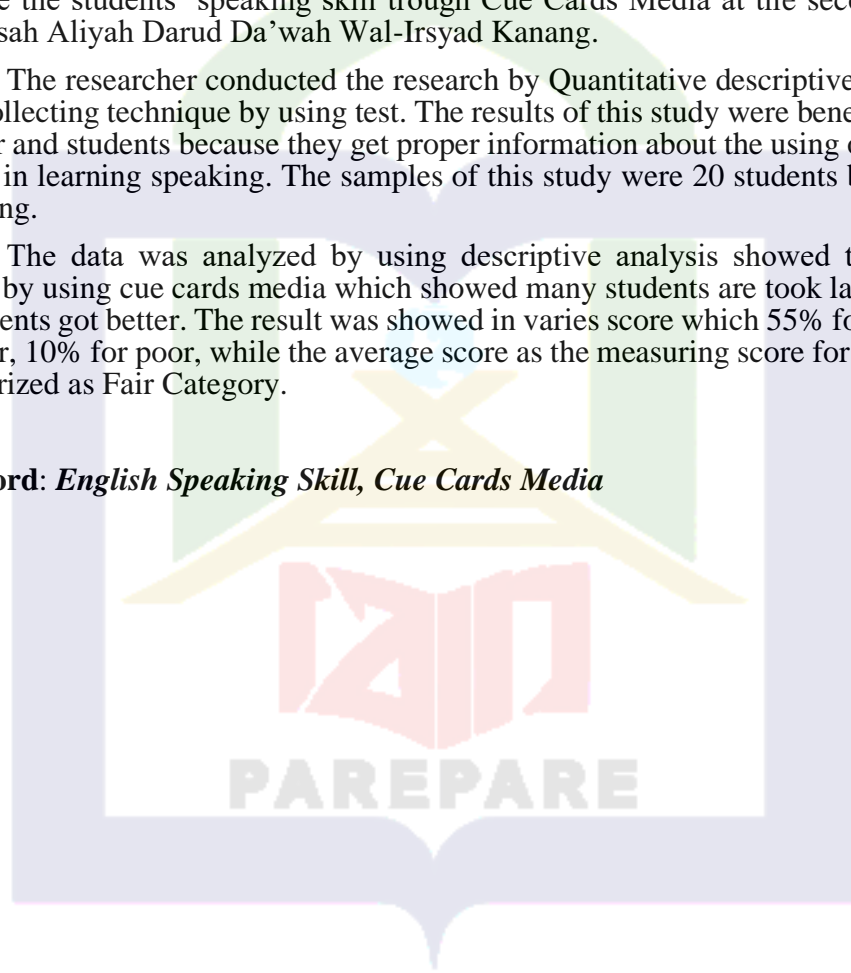 the students' speaking skill trough Cue Cards Media at the
sah Aliyah Darud Da’wah Wal-Irsyad Kanang.
The researcher conducted the research by Quantitative descriptive
ollecting technique by using test. The results of this study were
and students because they get proper information about the using
in learning speaking. The samples of this study were 20 students
ng.
The data was analyzed by using descriptive analysis showed
by using cue cards media which showed many students are took
ents got better. The result was showed in varies score which 55%
r, 10% for poor, while the average score as the measuring score for
rized as Fair Category.
ord: English Speaking Skill, Cue Cards Media
PAREPARE